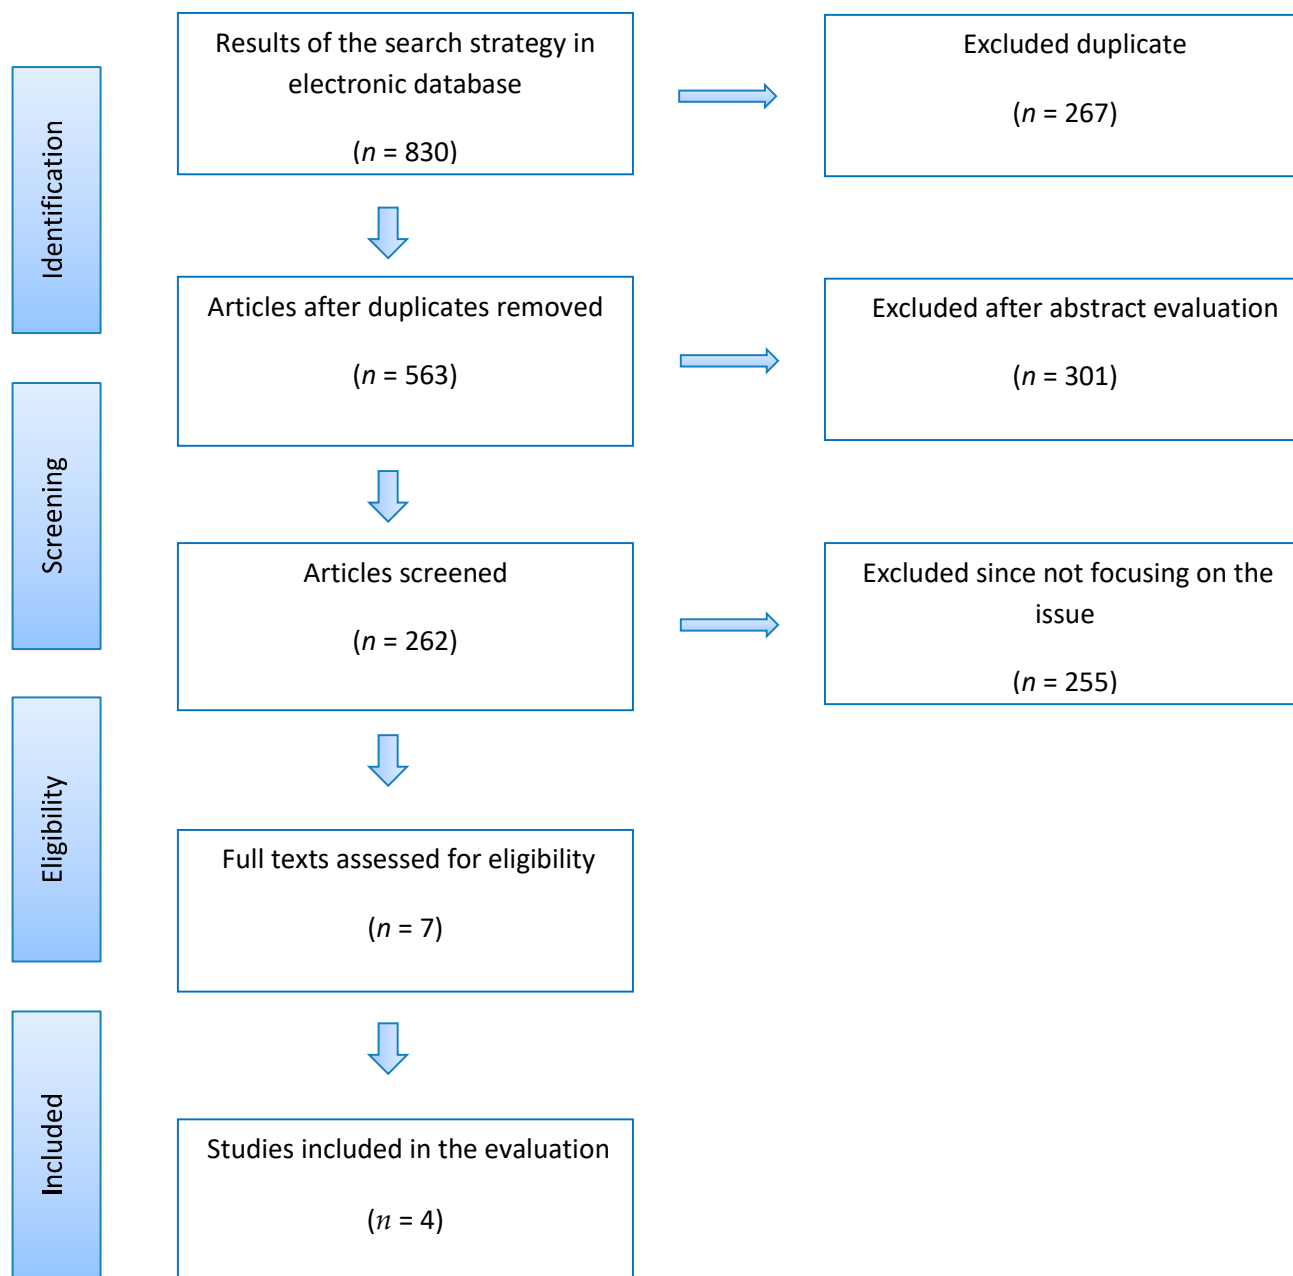 Identification
Results of the search strategy in
electronic database
(n = 830)
Excluded duplicate
(n = 267)
Articles after duplicates removed
(n = 563)
Excluded after abstract evaluation
(n = 301)
Screening
Articles screened
(n = 262)
Excluded since not focusing on the
issue
(n = 255)
Eligibility
Full texts assessed for eligibility
(n = 7)
Included
Studies included in the evaluation
(n = 4)